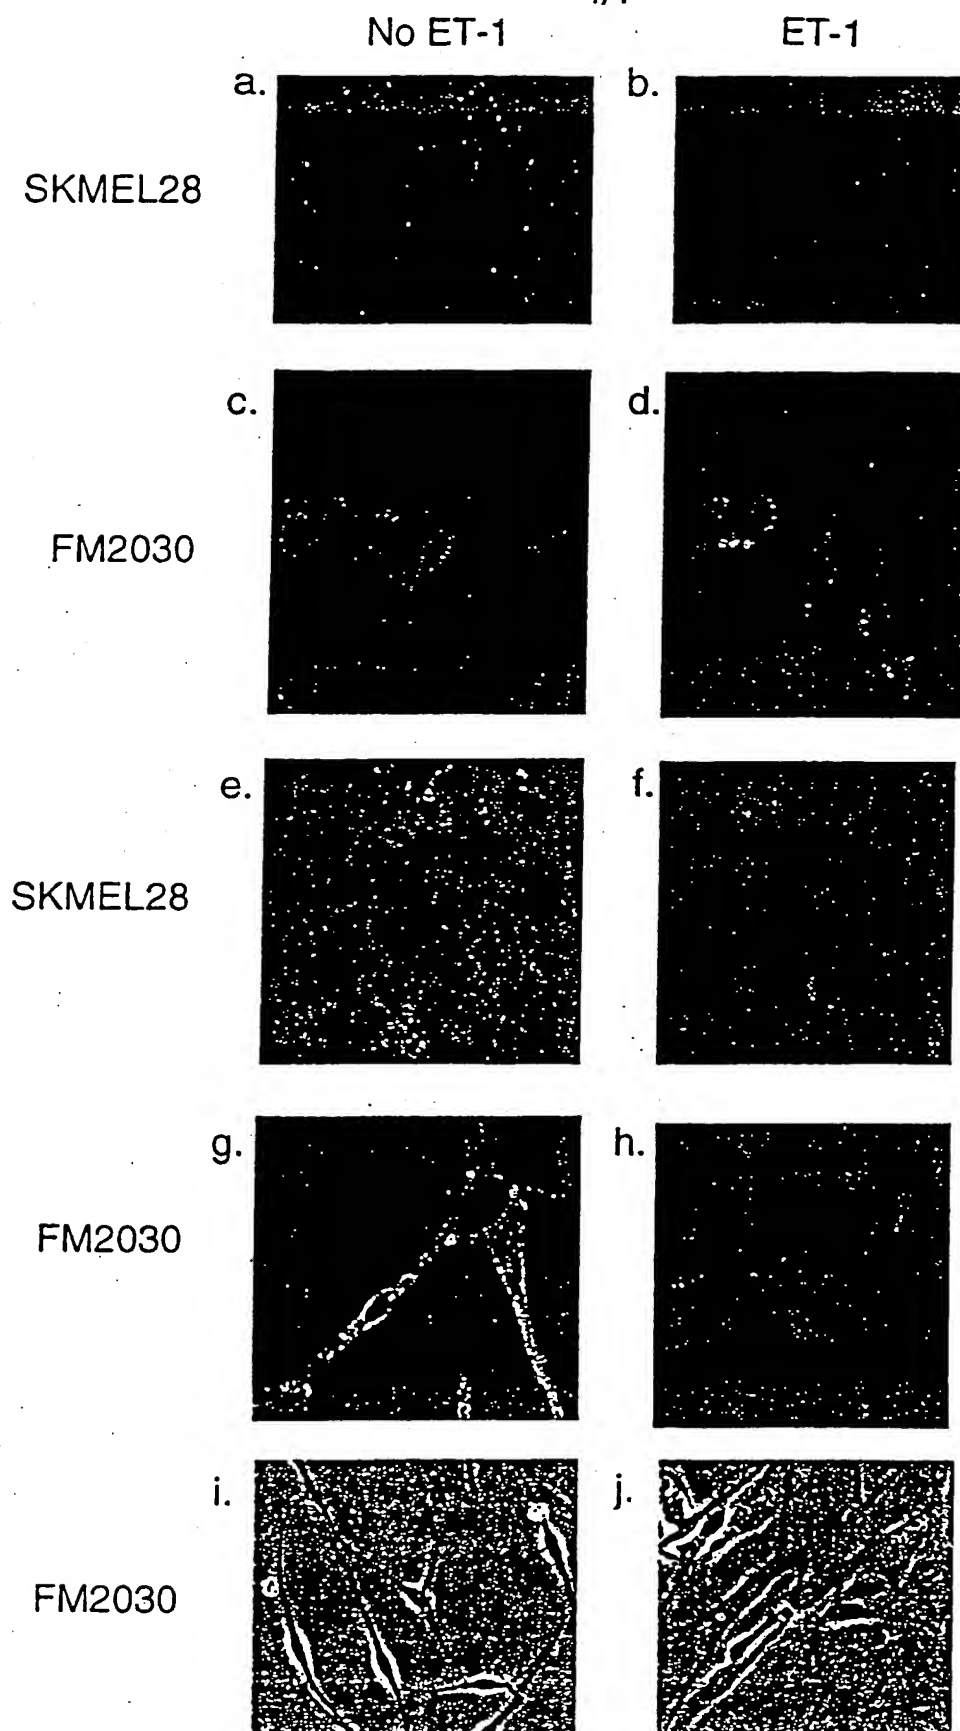 No ET-1 ET-1
a. b.
SKMEL28
c. d.
FM2030
e. f.
SKMEL28
g. h.
FM2030
i. j.
FM2030